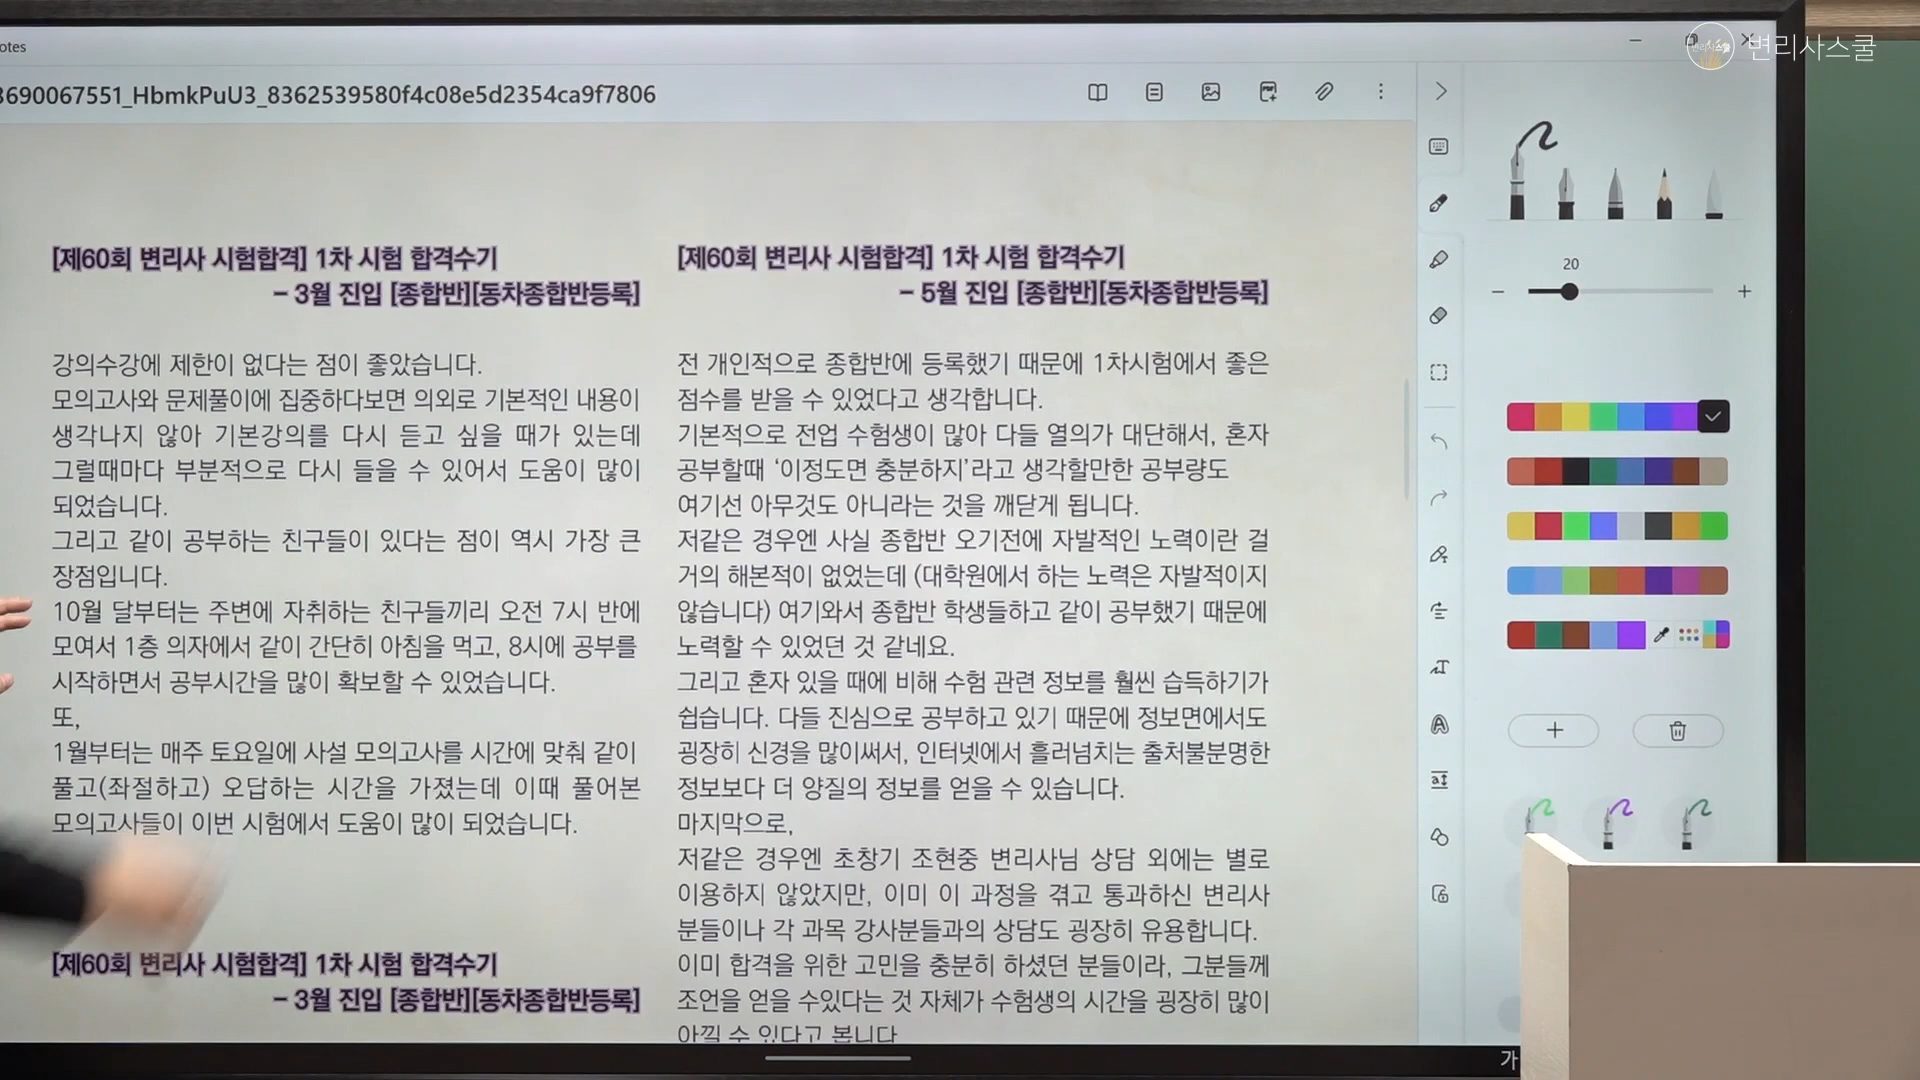 otes
변리사스쿨
3690067551_HbmkPuU3_8362539580f4c08e5d2354ca9f7806
[제60회 변리사 시험합격] 1차 시험 합격수기
– 3월 진입 [종합반][동차종합반등록]
강의수강에 제한이 없다는 점이 좋았습니다.
모의고사와 문제풀이에 집중하다보면 의외로 기본적인 내용이
생각나지 않아 기본강의를 다시 듣고 싶을 때가 있는데
그럴때마다 부분적으로 다시 들을 수 있어서 도움이 많이
되었습니다.
그리고 같이 공부하는 친구들이 있다는 점이 역시 가장 큰
장점입니다.
10월 달부터는 주변에 자취하는 친구들끼리 오전 7시 반에
모여서 1층 의자에서 같이 간단히 아침을 먹고, 8시에 공부를
시작하면서 공부시간을 많이 확보할 수 있었습니다.
또,
1월부터는 매주 토요일에 사설 모의고사를 시간에 맞춰 같이
풀고(좌절하고) 오답하는 시간을 가졌는데 이때 풀어본
모의고사들이 이번 시험에서 도움이 많이 되었습니다.
[제60회 변리사 시험합격] 1차 시험 합격수기
– 3월 진입 [종합반][동차종합반등록]
[제60회 변리사 시험합격] 1차 시험 합격수기
– 5월 진입 [종합반][동차종합반등록]
전 개인적으로 종합반에 등록했기 때문에 1차시험에서 좋은
점수를 받을 수 있었다고 생각합니다.
기본적으로 전업 수험생이 많아 다들 열의가 대단해서, 혼자
공부할때 ‘이정도면 충분하지’라고 생각할만한 공부량도
여기선 아무것도 아니라는 것을 깨닫게 됩니다.
저같은 경우엔 사실 종합반 오기전에 자발적인 노력이란 걸
거의 해본적이 없었는데 (대학원에서 하는 노력은 자발적이지
않습니다) 여기와서 종합반 학생들하고 같이 공부했기 때문에
노력할 수 있었던 것 같네요.
그리고 혼자 있을 때에 비해 수험 관련 정보를 훨씬 습득하기가
쉽습니다. 다들 진심으로 공부하고 있기 때문에 정보면에서도
굉장히 신경을 많이써서, 인터넷에서 흘러넘치는 출처불분명한
정보보다 더 양질의 정보를 얻을 수 있습니다.
마지막으로,
저같은 경우엔 초창기 조현중 변리사님 상담 외에는 별로
이용하지 않았지만, 이미 이 과정을 겪고 통과하신 변리사
분들이나 각 과목 강사분들과의 상담도 굉장히 유용합니다.
이미 합격을 위한 고민을 충분히 하셨던 분들이라, 그분들께
조언을 얻을 수있다는 것 자체가 수험생의 시간을 굉장히 많이
아낄 수 있다고 봅니다
20
가